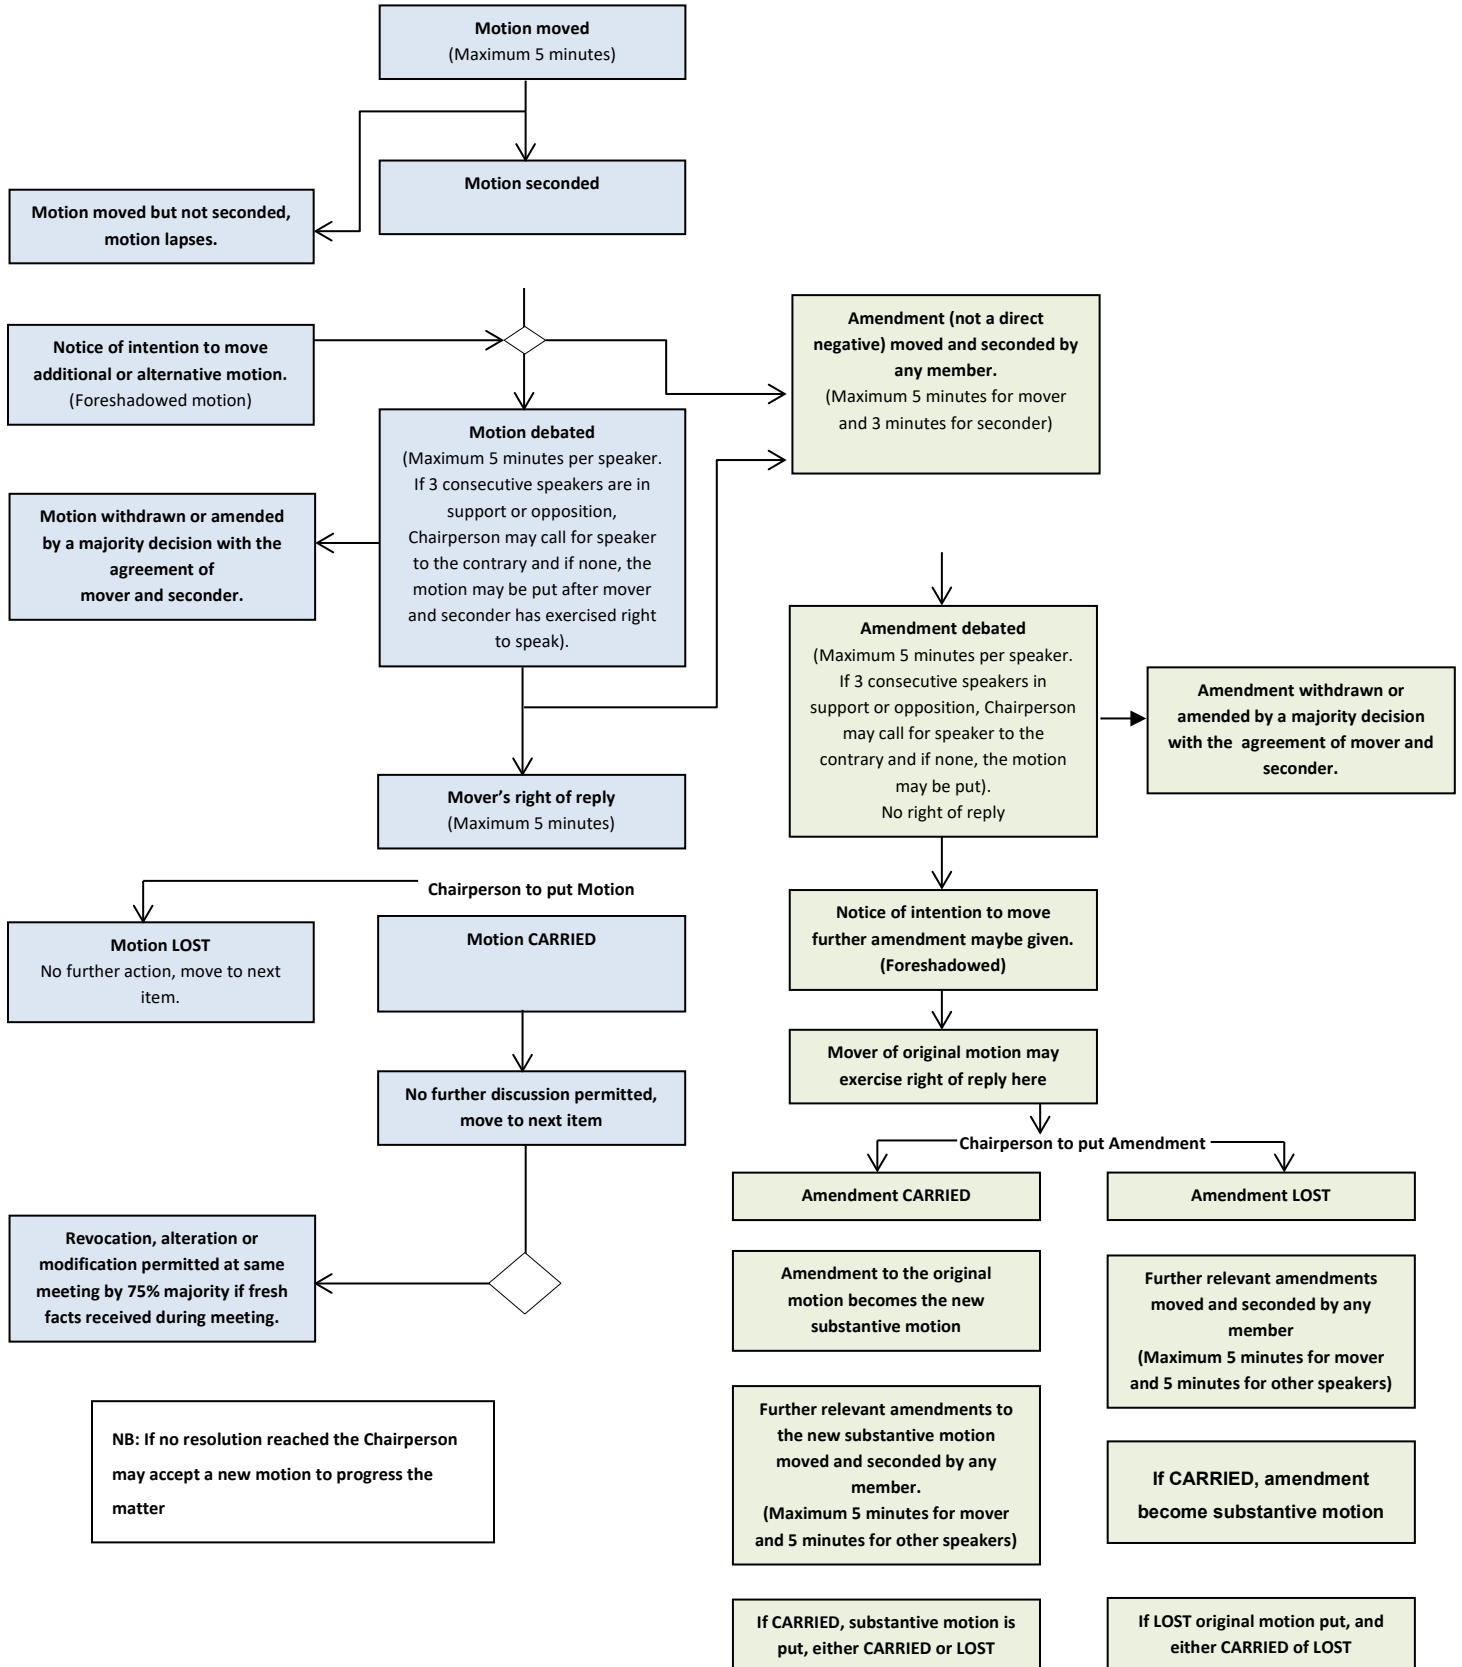 Motion moved
(Maximum 5 minutes)
Motion seconded
Motion moved but not seconded,
motion lapses.
Notice of intention to move
additional or alternative motion.
(Foreshadowed motion)
Amendment (not a direct
negative) moved and seconded by
any member.
(Maximum 5 minutes for mover
and 3 minutes for seconder)
Motion debated
(Maximum 5 minutes per speaker.
If 3 consecutive speakers are in
support or opposition,
Chairperson may call for speaker
to the contrary and if none, the
motion may be put after mover
and seconder has exercised right
to speak).
Motion withdrawn or amended
by a majority decision with the
agreement of
mover and seconder.
Amendment debated
(Maximum 5 minutes per speaker.
If 3 consecutive speakers in
support or opposition, Chairperson
may call for speaker to the
contrary and if none, the motion
may be put).
No right of reply
Amendment withdrawn or
amended by a majority decision
with the  agreement of mover and
seconder.
Mover’s right of reply
(Maximum 5 minutes)
Chairperson to put Motion
Motion LOST
No further action, move to next
item.
Motion CARRIED
Notice of intention to move
further amendment maybe given.
(Foreshadowed)
Mover of original motion may
exercise right of reply here
No further discussion permitted,
move to next item
Chairperson to put Amendment
Amendment CARRIED
Amendment LOST
Revocation, alteration or
modification permitted at same
meeting by 75% majority if fresh
facts received during meeting.
Amendment to the original
motion becomes the new
substantive motion
Further relevant amendments
moved and seconded by any
member
(Maximum 5 minutes for mover
and 5 minutes for other speakers)
NB: If no resolution reached the Chairperson
may accept a new motion to progress the
matter
Further relevant amendments to
the new substantive motion
moved and seconded by any
member.
(Maximum 5 minutes for mover
and 5 minutes for other speakers)
If CARRIED, amendment
become substantive motion
If CARRIED, substantive motion is
put, either CARRIED or LOST
If LOST original motion put, and
either CARRIED of LOST